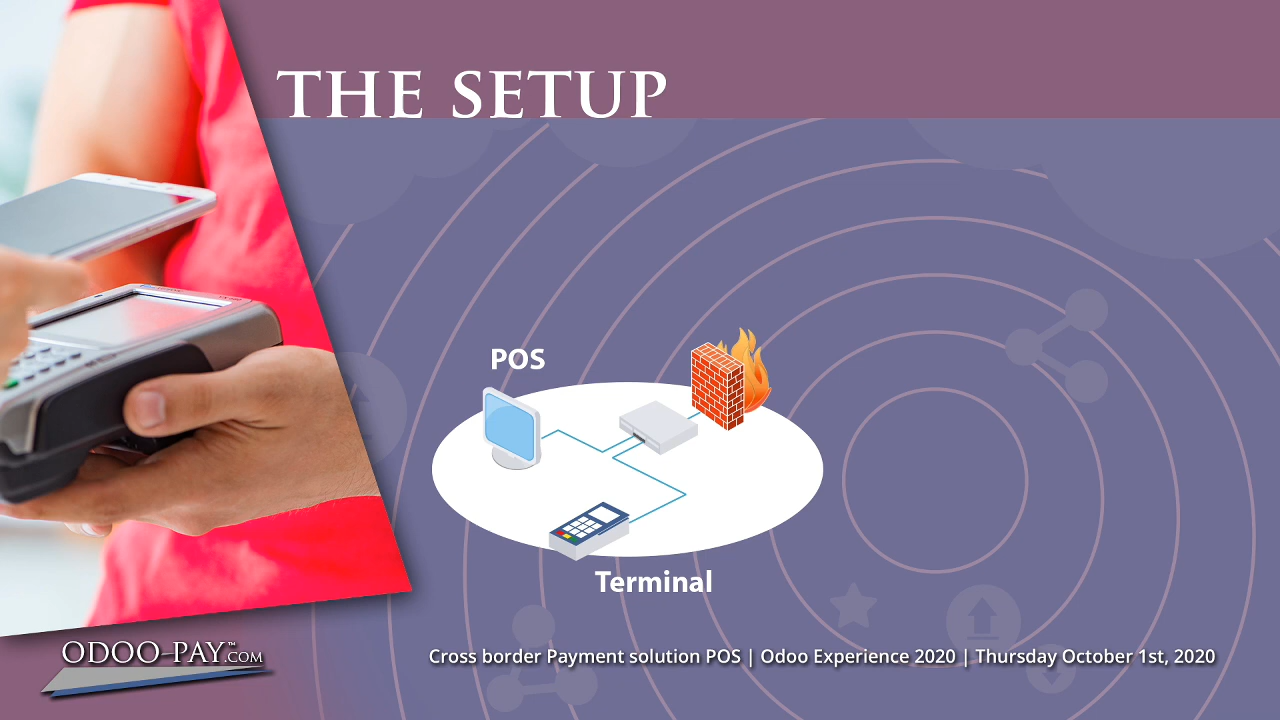 THE SETUP
POS
Terminal
ODOO-PAY™.COM
Cross border Payment solution POS | Odoo Experience 2020 | Thursday October 1st, 2020